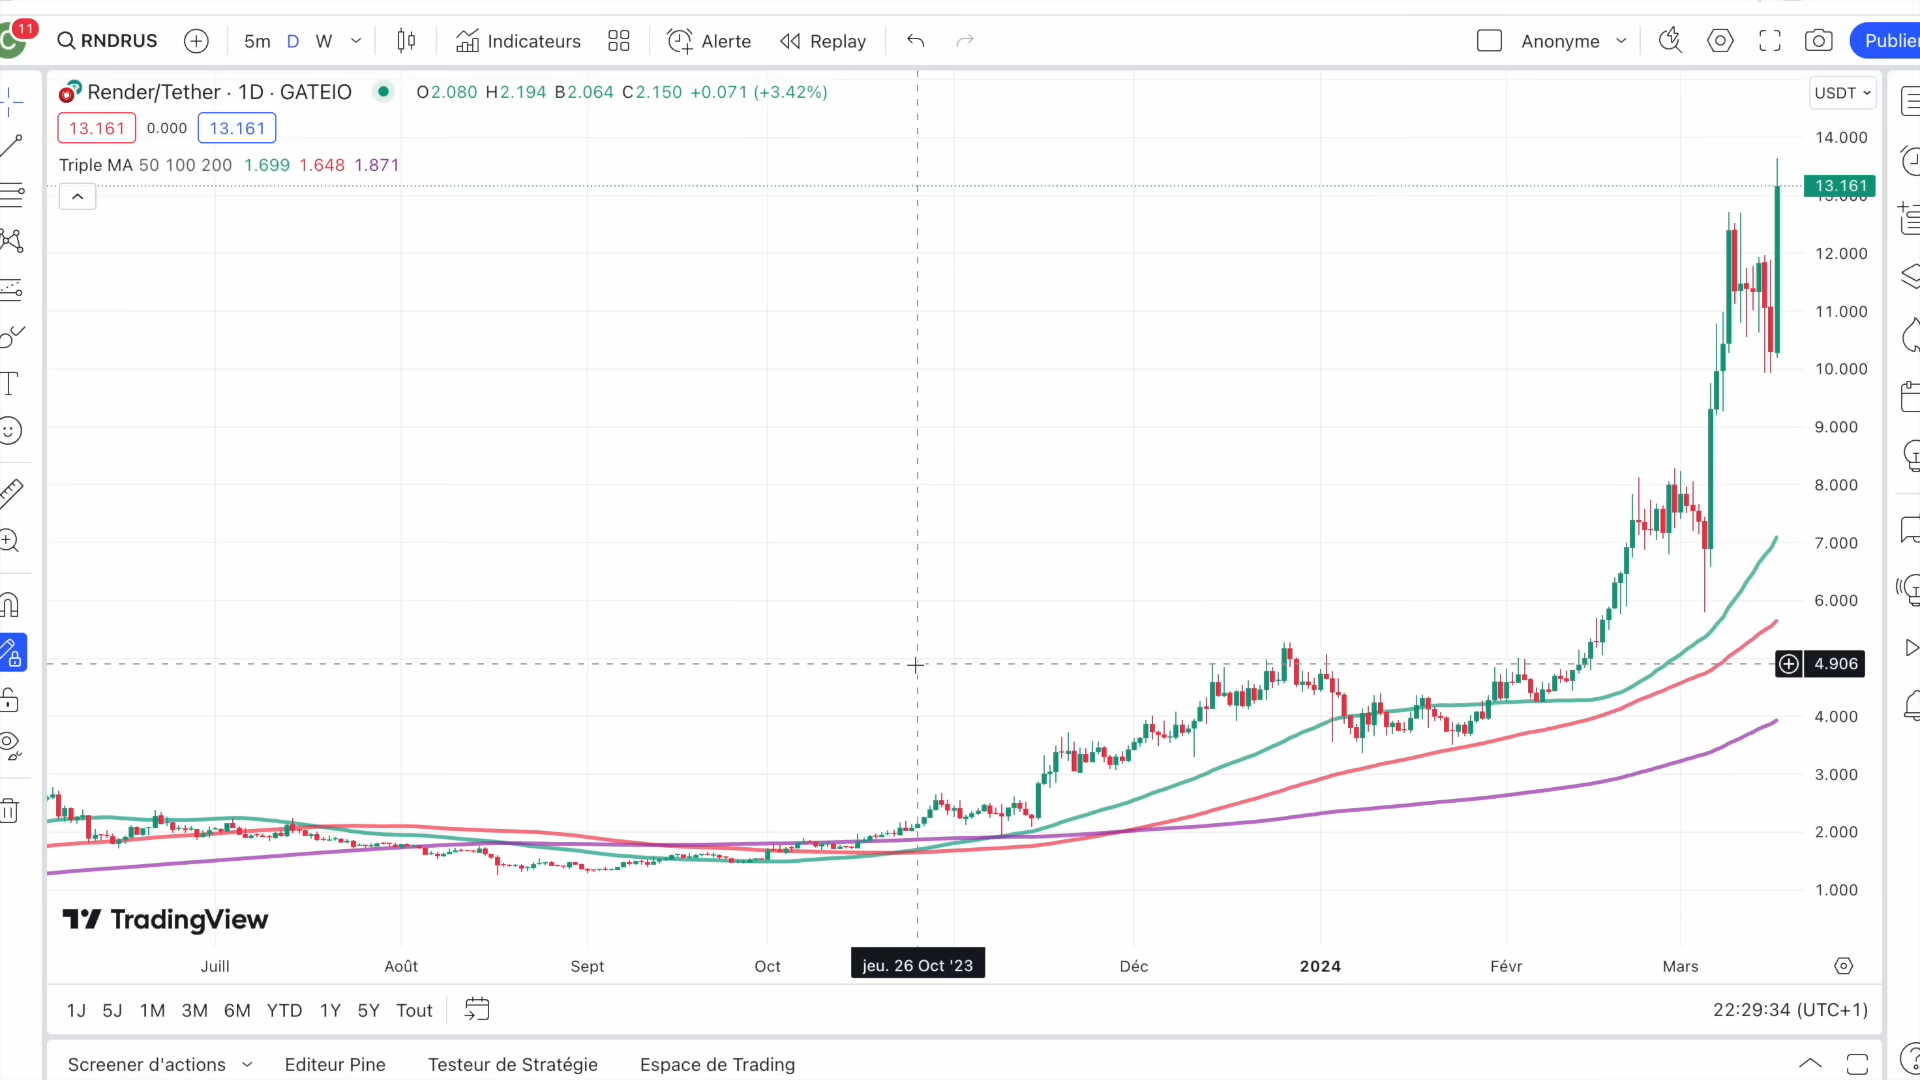 11
RNDRUS
5m D W
Indicateurs
Alerte
Replay
Anonyme
Publier
Render/Tether · 1D · GATEIO
O2.080 H2.194 B2.064 C2.150 +0.071 (+3.42%)
USDT
13.161 0.000 13.161
Triple MA 50 100 200 1.699 1.648 1.871
14.000
13.161
13.000
12.000
11.000
10.000
9.000
8.000
7.000
6.000
4.906
4.000
3.000
2.000
1.000
TradingView
Juill Août Sept Oct jeu. 26 Oct '23 Déc 2024 Févr Mars
1J 5J 1M 3M 6M YTD 1Y 5Y Tout
22:29:34 (UTC+1)
Screener d'actions Editeur Pine Testeur de Stratégie Espace de Trading